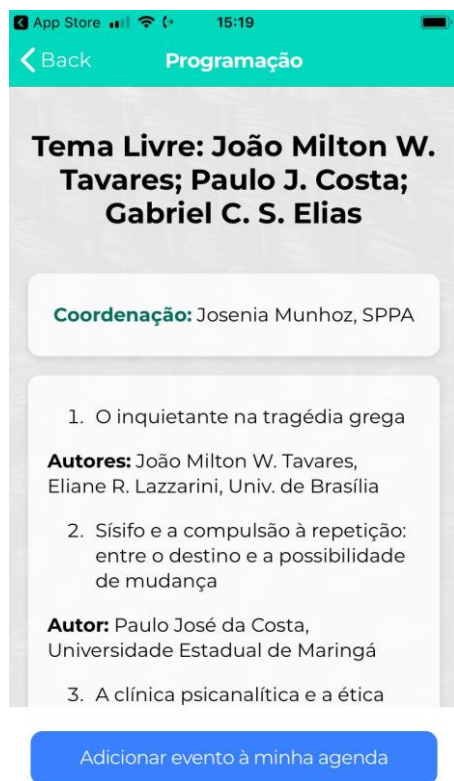 App Store 15:19
Back Programação
Tema Livre: João Milton W.
Tavares; Paulo J. Costa;
Gabriel C. S. Elias
Coordenação: Josenia Munhoz, SPPA
1. O inquietante na tragédia grega
Autores: João Milton W. Tavares,
Eliane R. Lazzarini, Univ. de Brasília
2. Sísifo e a compulsão à repetição:
entre o destino e a possibilidade
de mudança
Autor: Paulo José da Costa,
Universidade Estadual de Maringá
3. A clínica psicanalítica e a ética
Adicionar evento à minha agenda